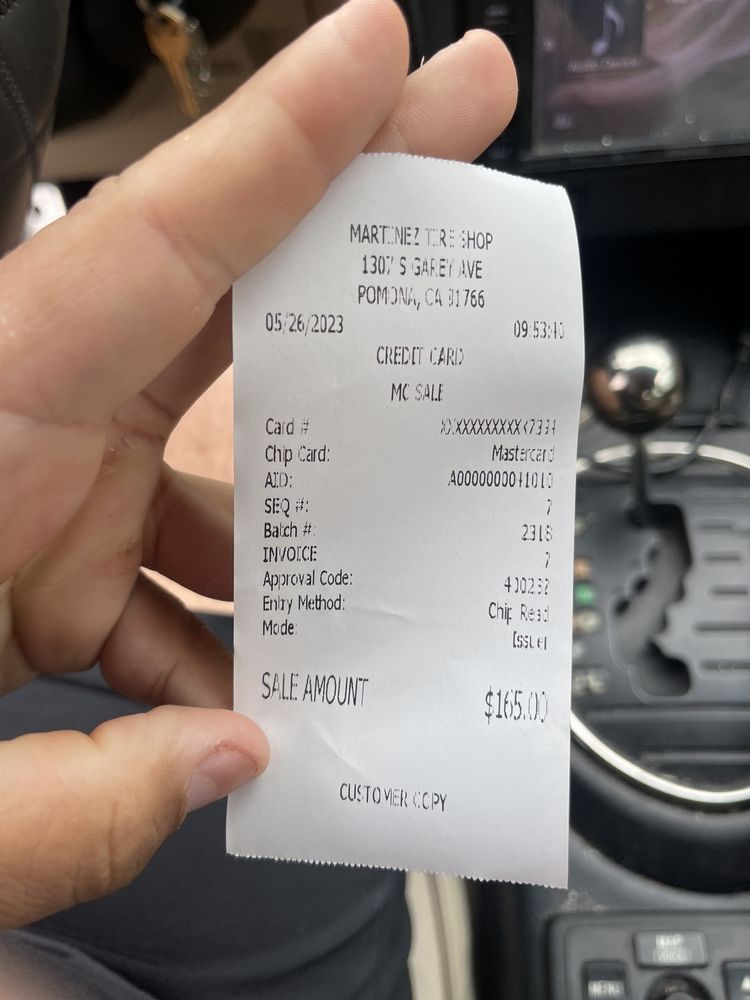 MARTINEZ TIRE SHOP
1307 S GAREY AVE
POMONA, CA 91766
05/26/2023 09:53:40
CREDIT CARD
MC SALE
Card # XXXXXXXXXXXX7394
Chip Card: Mastercard
AID: A0000000041010
SEQ #: 7
Batch #: 2318
INVOICE 7
Approval Code: 400232
Entry Method: Chip Read
Mode: Issuer
SALE AMOUNT $165.00
CUSTOMER COPY
MENU